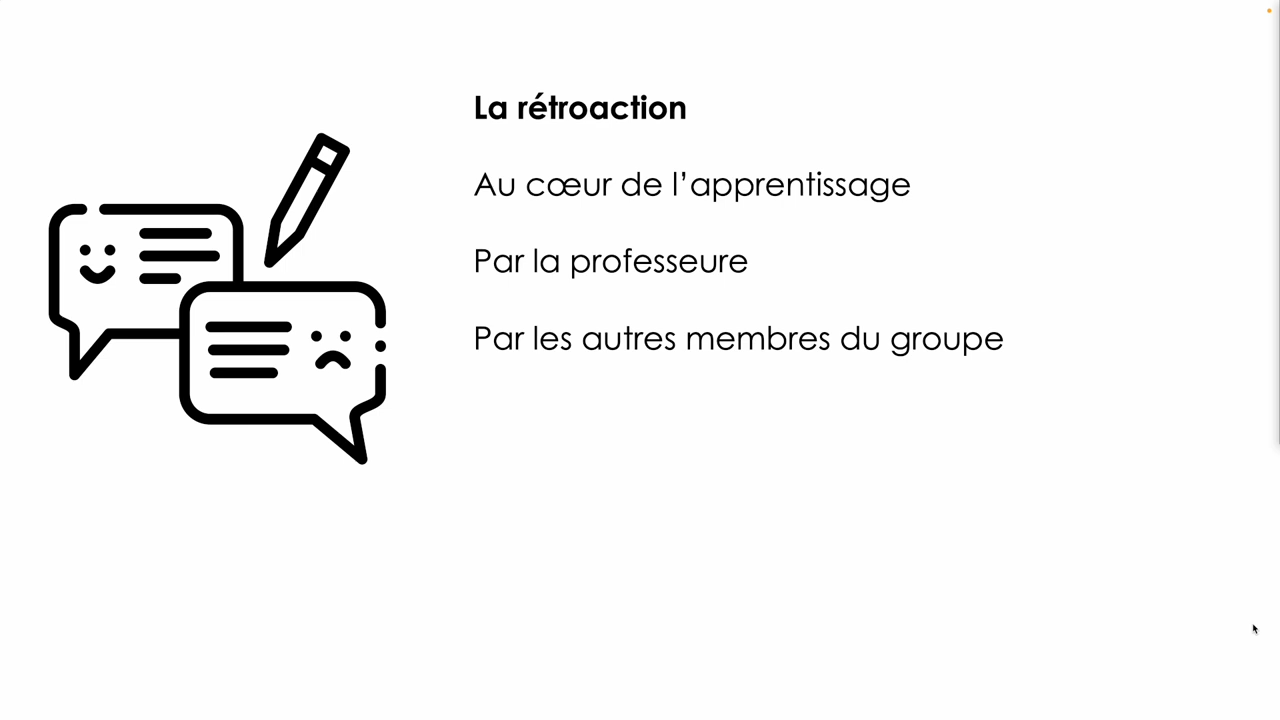 La rétroaction
Au cœur de l’apprentissage
Par la professeure
Par les autres membres du groupe